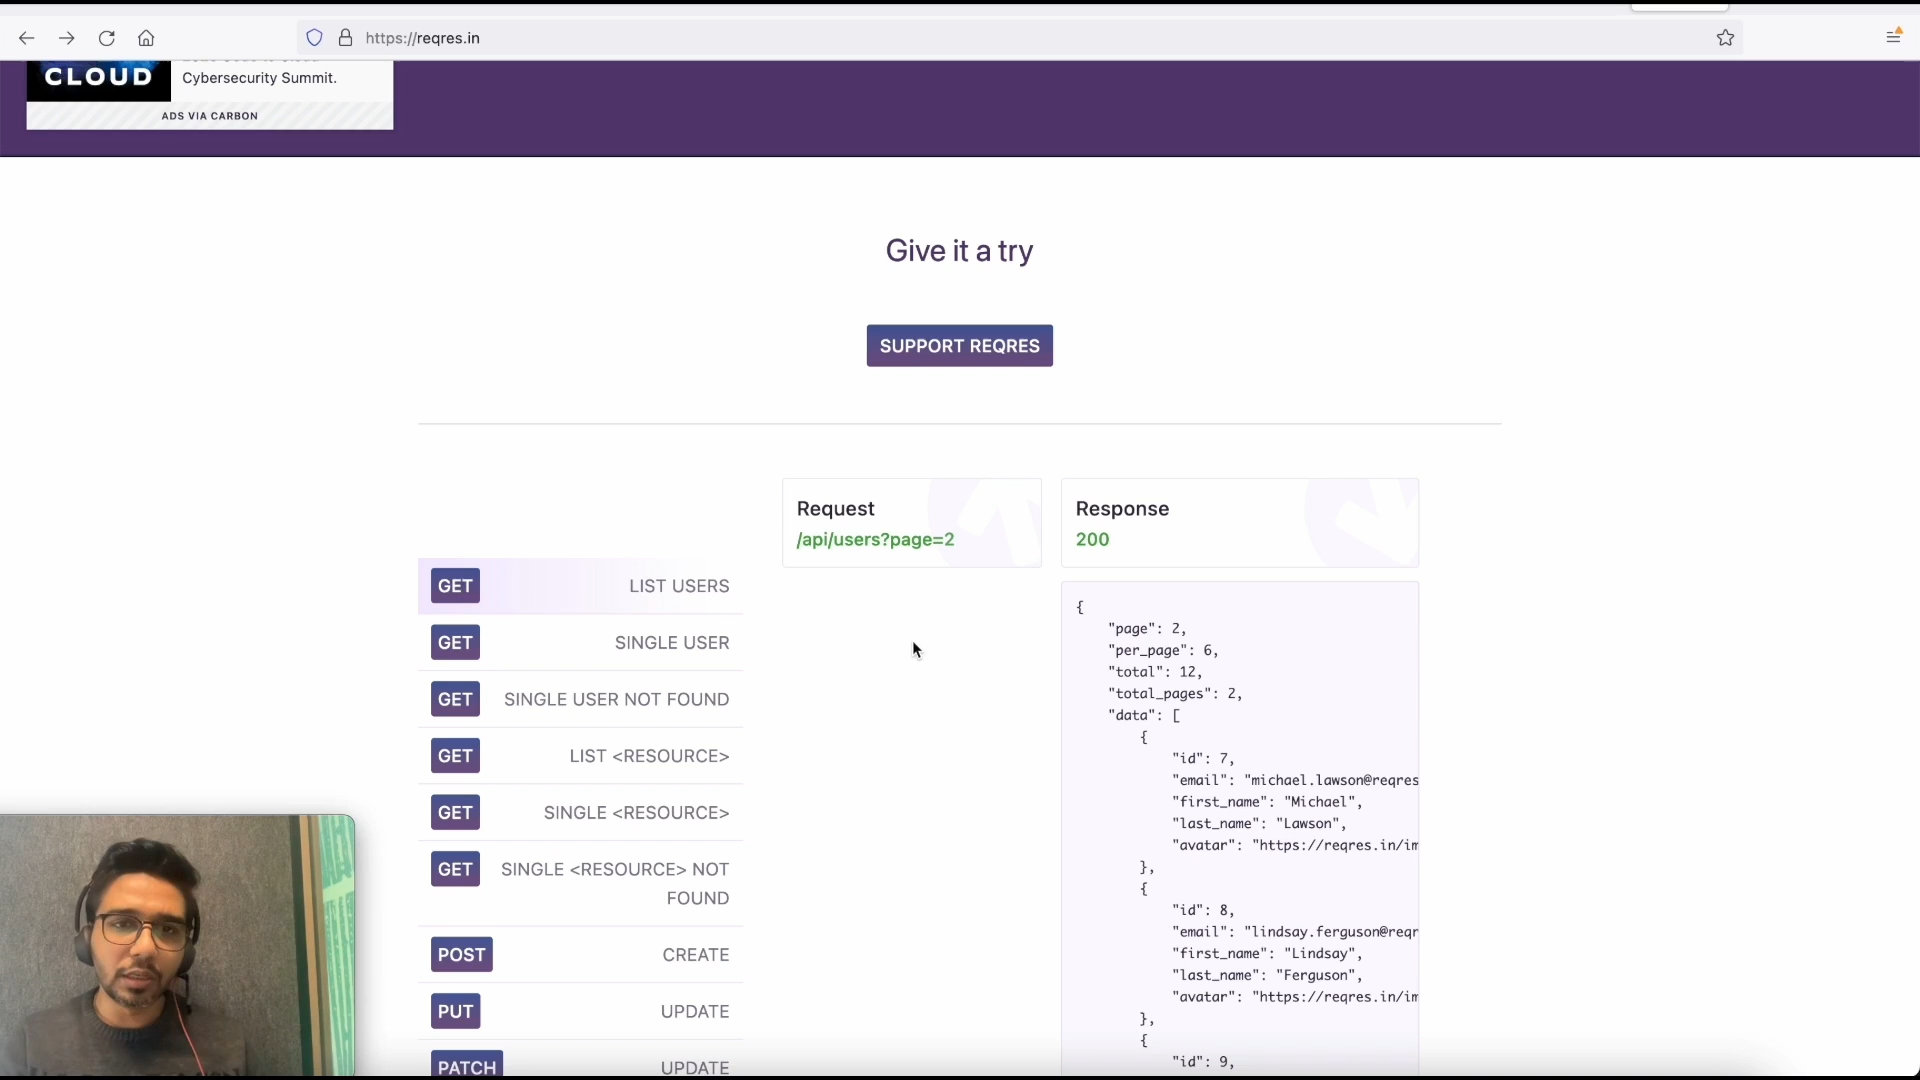 https://reqres.in
CLOUD
Cybersecurity Summit.
ADS VIA CARBON
Give it a try
SUPPORT REQRES
Request
/api/users?page=2
Response
200
GET LIST USERS
GET SINGLE USER
GET SINGLE USER NOT FOUND
GET LIST <RESOURCE>
GET SINGLE <RESOURCE>
GET SINGLE <RESOURCE> NOT
FOUND
POST CREATE
PUT UPDATE
PATCH UPDATE
{
"page": 2,
"per_page": 6,
"total": 12,
"total_pages": 2,
"data": [
{
"id": 7,
"email": "michael.lawson@reqres
"first_name": "Michael",
"last_name": "Lawson",
"avatar": "https://reqres.in/im
},
{
"id": 8,
"email": "lindsay.ferguson@reqr
"first_name": "Lindsay",
"last_name": "Ferguson",
"avatar": "https://reqres.in/im
},
{
"id": 9,